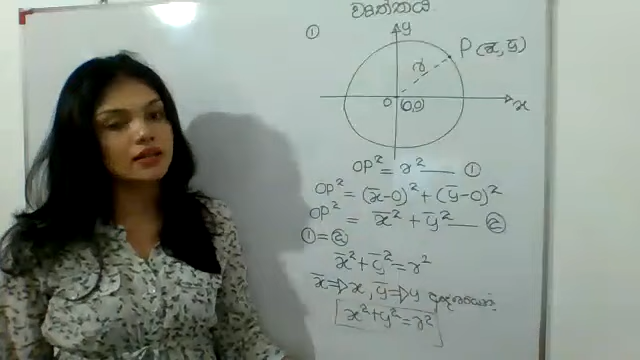 වෘත්තය
①
y
P (x̄, ȳ)
r
O (0,0) x
OP² = r² —— ①
OP² = (x̄-0)² + (ȳ-0)²
OP² = x̄² + ȳ² —— ②
① = ②
x̄² + ȳ² = r²
x̄ ⇒ x, ȳ ⇒ y
x² + y² = r²